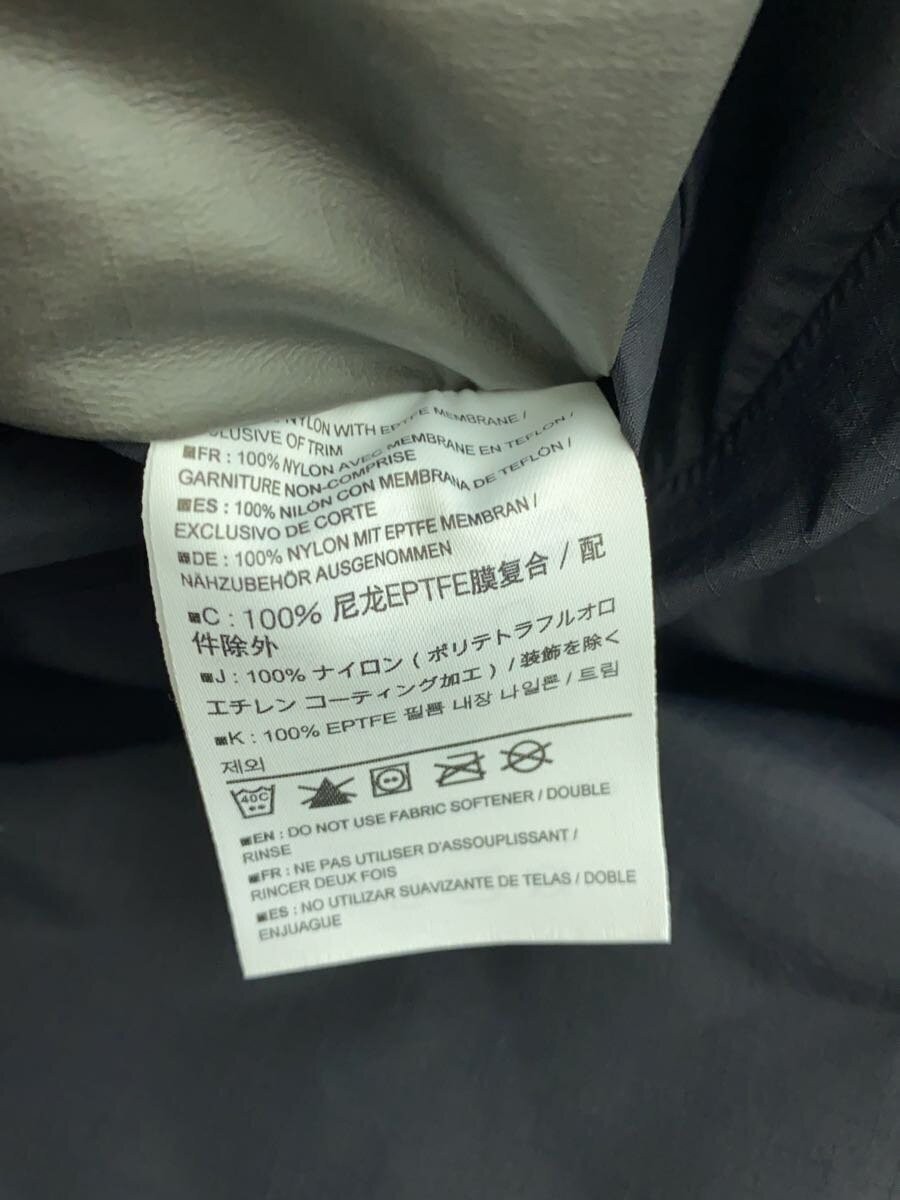 NYLON WITH EPTFE MEMBRANE /
EXCLUSIVE OF TRIM
FR : 100% NYLON AVEC MEMBRANE EN TEFLON /
GARNITURE NON-COMPRISE
ES : 100% NILÓN CON MEMBRANA DE TEFLÓN /
EXCLUSIVO DE CORTE
DE : 100% NYLON MIT EPTFE MEMBRAN /
NÄHZUBEHÖR AUSGENOMMEN
C : 100% 尼龙EPTFE膜复合 / 配
件除外
J : 100% ナイロン ( ポリテトラフルオロ
エチレン コーティング加工 ) / 装飾を除く
K : 100% EPTFE 필름 내장 나일론 / 트림
제외
40C
EN : DO NOT USE FABRIC SOFTENER / DOUBLE
RINSE
FR : NE PAS UTILISER D'ASSOUPLISSANT /
RINCER DEUX FOIS
ES : NO UTILIZAR SUAVIZANTE DE TELAS / DOBLE
ENJUAGUE